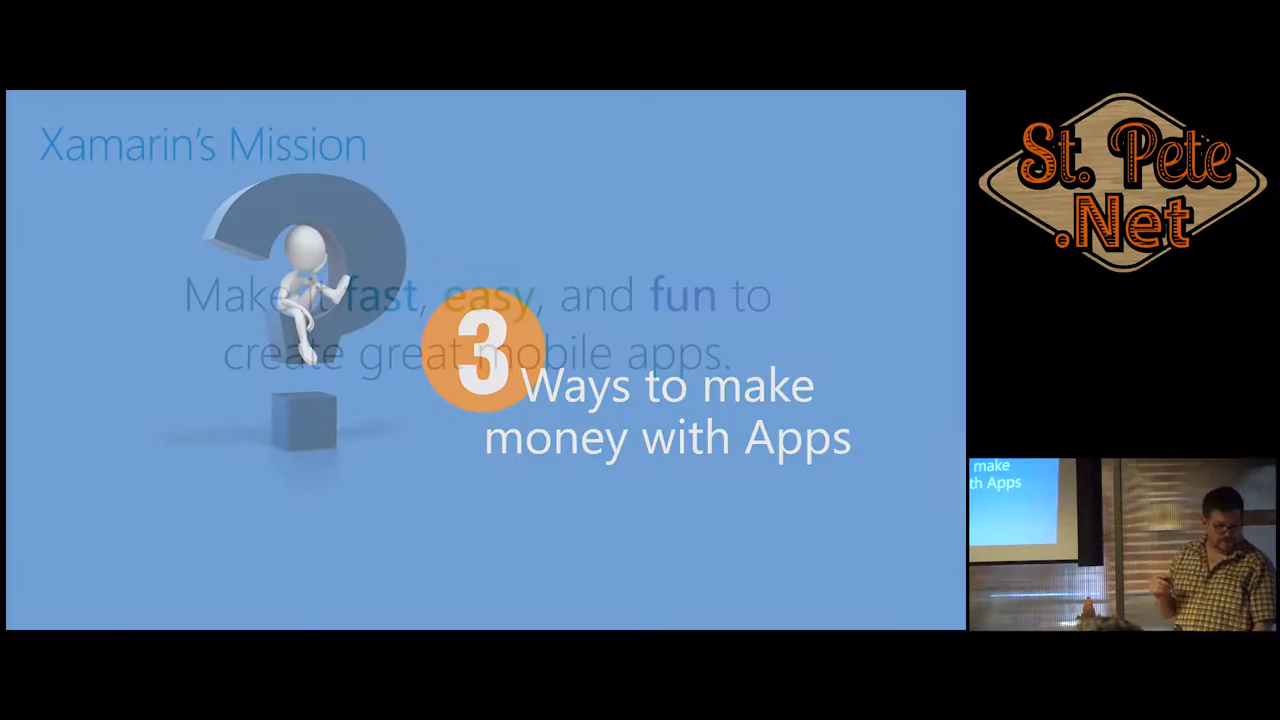 Xamarin's Mission
Make it fast, easy, and fun to
create great mobile apps.
3
Ways to make
money with Apps
St. Pete
.Net
make
th Apps